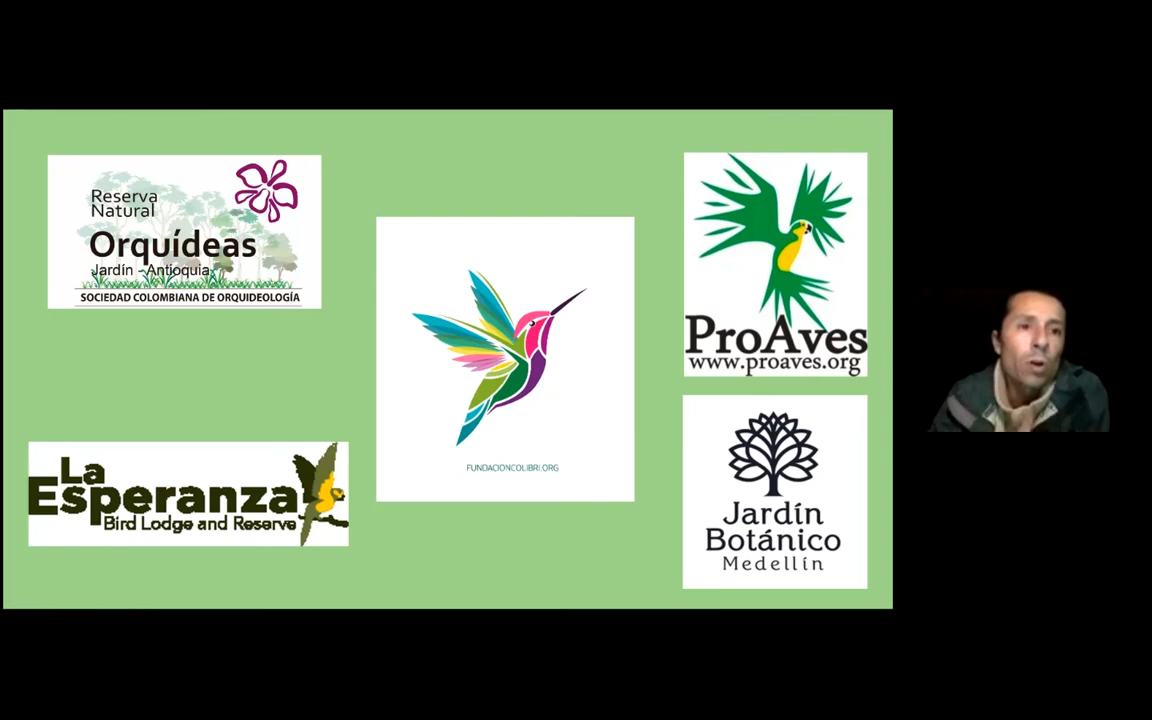 Reserva
Natural
Orquídeas
Jardín - Antioquia
SOCIEDAD COLOMBIANA DE ORQUIDEOLOGÍA
La
Esperanza
Bird Lodge and Reserve
FUNDACIONCOLIBRI.ORG
ProAves
www.proaves.org
Jardín
Botánico
Medellín